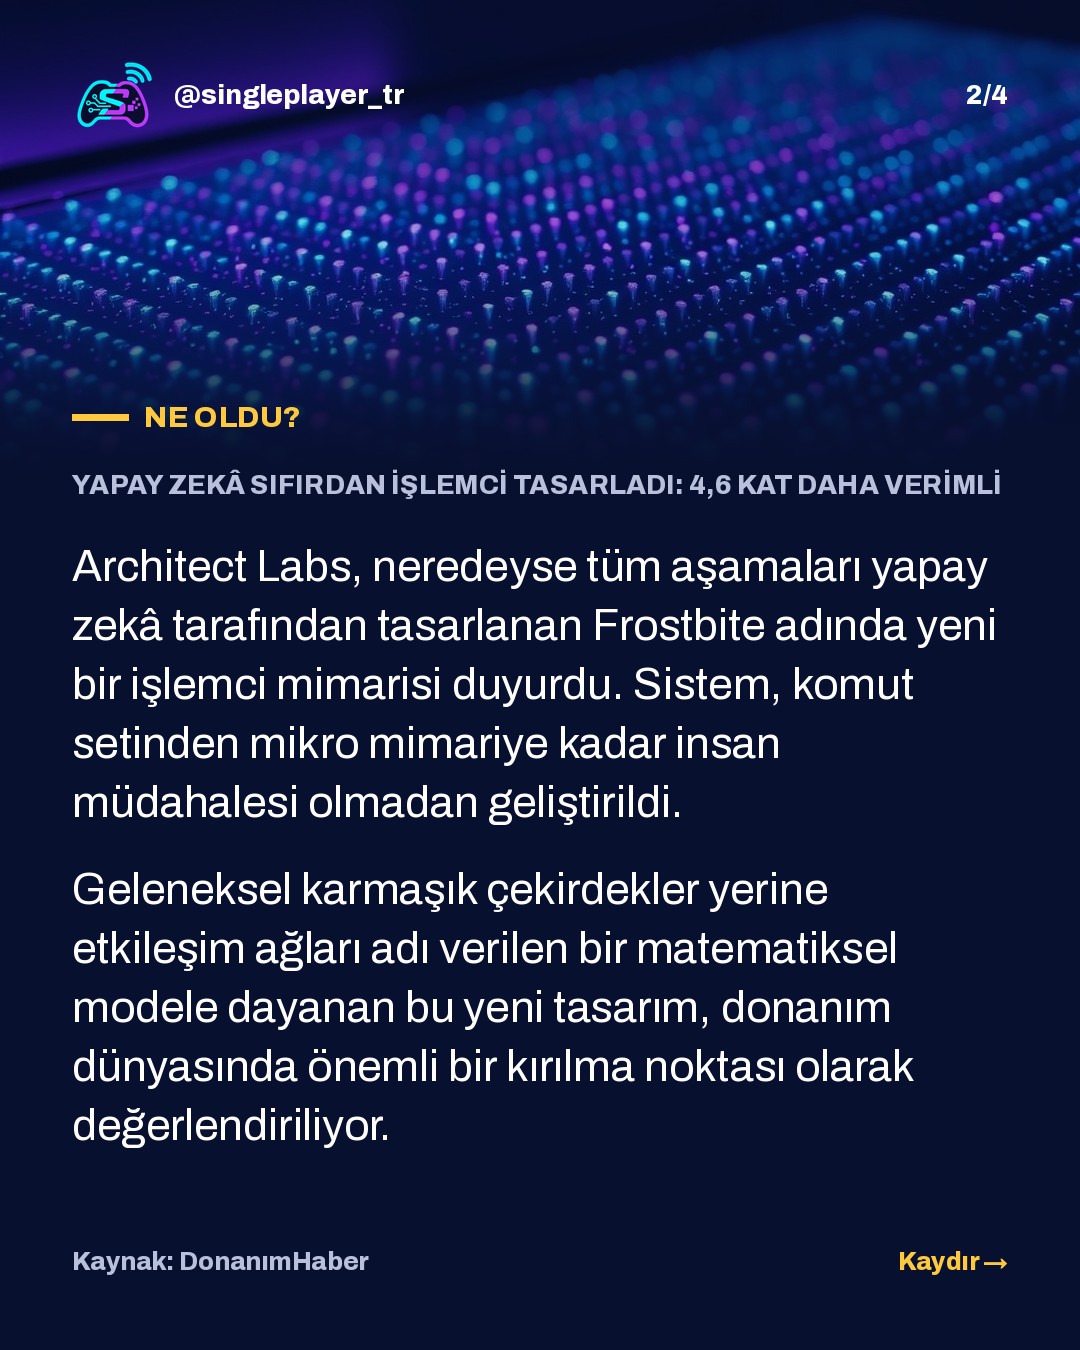 @singleplayer_tr
2/4
NE OLDU?
YAPAY ZEKÂ SIFIRDAN İŞLEMCİ TASARLADI: 4,6 KAT DAHA VERİMLİ
Architect Labs, neredeyse tüm aşamaları yapay
zekâ tarafından tasarlanan Frostbite adında yeni
bir işlemci mimarisi duyurdu. Sistem, komut
setinden mikro mimariye kadar insan
müdahalesi olmadan geliştirildi.
Geleneksel karmaşık çekirdekler yerine
etkileşim ağları adı verilen bir matematiksel
modele dayanan bu yeni tasarım, donanım
dünyasında önemli bir kırılma noktası olarak
değerlendiriliyor.
Kaynak: DonanımHaber
Kaydır→